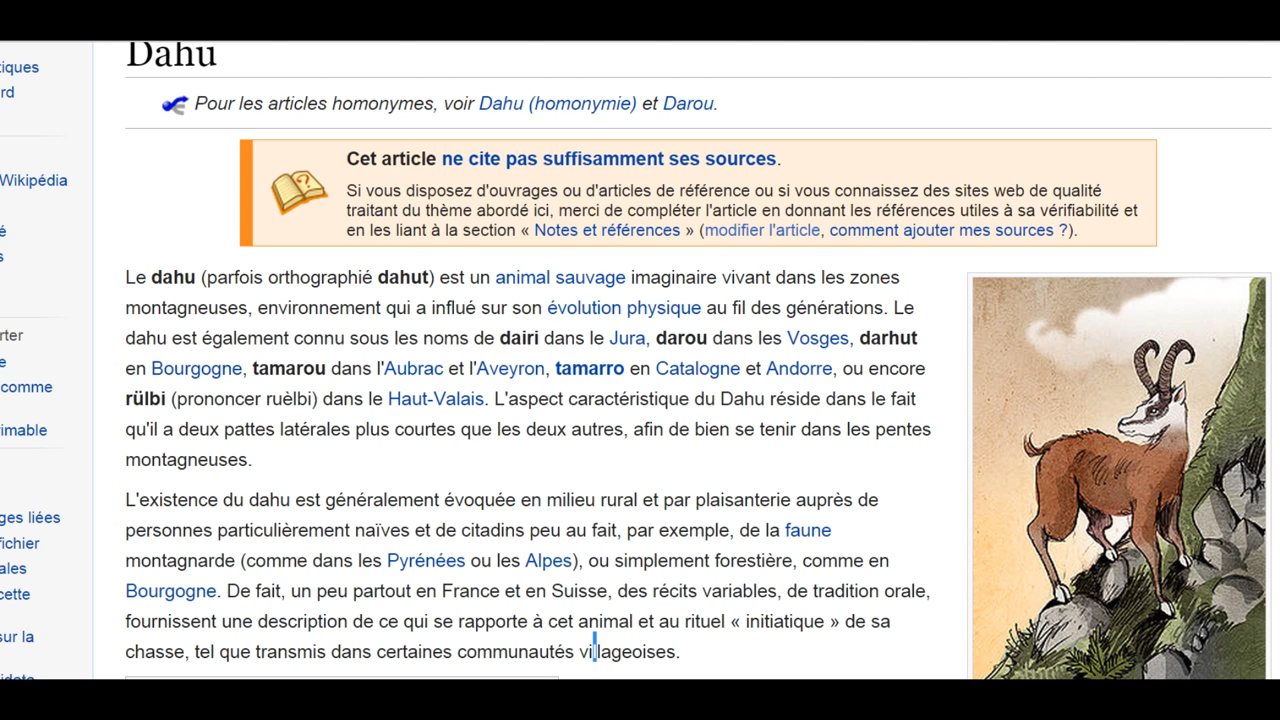 Dahu
tiques
rd
Pour les articles homonymes, voir Dahu (homonymie) et Darou.
Cet article ne cite pas suffisamment ses sources.
Wikipédia
Si vous disposez d'ouvrages ou d'articles de référence ou si vous connaissez des sites web de qualité
traitant du thème abordé ici, merci de compléter l'article en donnant les références utiles à sa vérifiabilité et
en les liant à la section « Notes et références » (modifier l'article, comment ajouter mes sources ?).
é
s
Le dahu (parfois orthographié dahut) est un animal sauvage imaginaire vivant dans les zones
montagneuses, environnement qui a influé sur son évolution physique au fil des générations. Le
dahu est également connu sous les noms de dairi dans le Jura, darou dans les Vosges, darhut
en Bourgogne, tamarou dans l'Aubrac et l'Aveyron, tamarro en Catalogne et Andorre, ou encore
rülbi (prononcer ruèlbi) dans le Haut-Valais. L'aspect caractéristique du Dahu réside dans le fait
qu'il a deux pattes latérales plus courtes que les deux autres, afin de bien se tenir dans les pentes
montagneuses.
rter
e
comme
rimable
L'existence du dahu est généralement évoquée en milieu rural et par plaisanterie auprès de
personnes particulièrement naïves et de citadins peu au fait, par exemple, de la faune
montagnarde (comme dans les Pyrénées ou les Alpes), ou simplement forestière, comme en
Bourgogne. De fait, un peu partout en France et en Suisse, des récits variables, de tradition orale,
fournissent une description de ce qui se rapporte à cet animal et au rituel « initiatique » de sa
chasse, tel que transmis dans certaines communautés villageoises.
ges liées
fichier
ales
cette
sur la